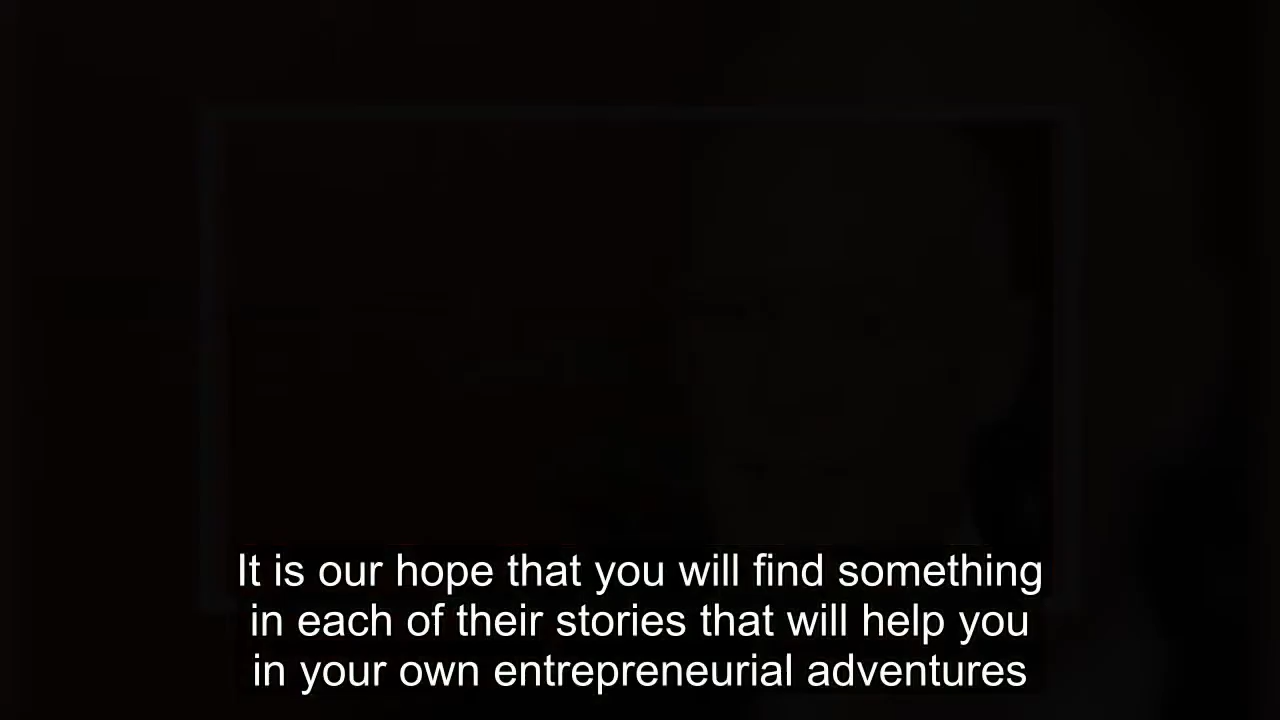 It is our hope that you will find something
in each of their stories that will help you
in your own entrepreneurial adventures